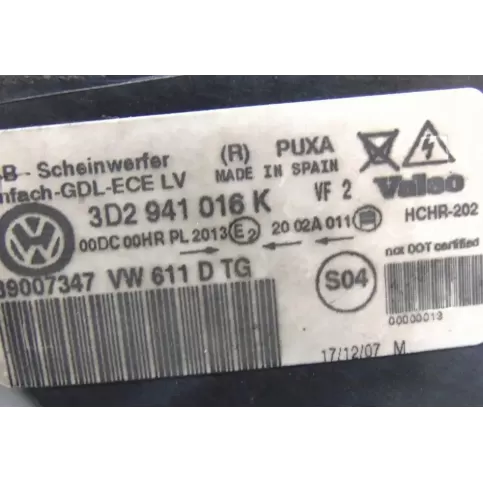 B - Scheinwerfer (R) PUXA
nfach-GDL-ECE LV MADE IN SPAIN
3D2 941 016 K VF 2 Valeo
00DC 00HR PL 2013 E2 20 02A 011 HCHR-202
89007347 VW 611 D TG S04 not DOT certified
00000013
17/12/07 M